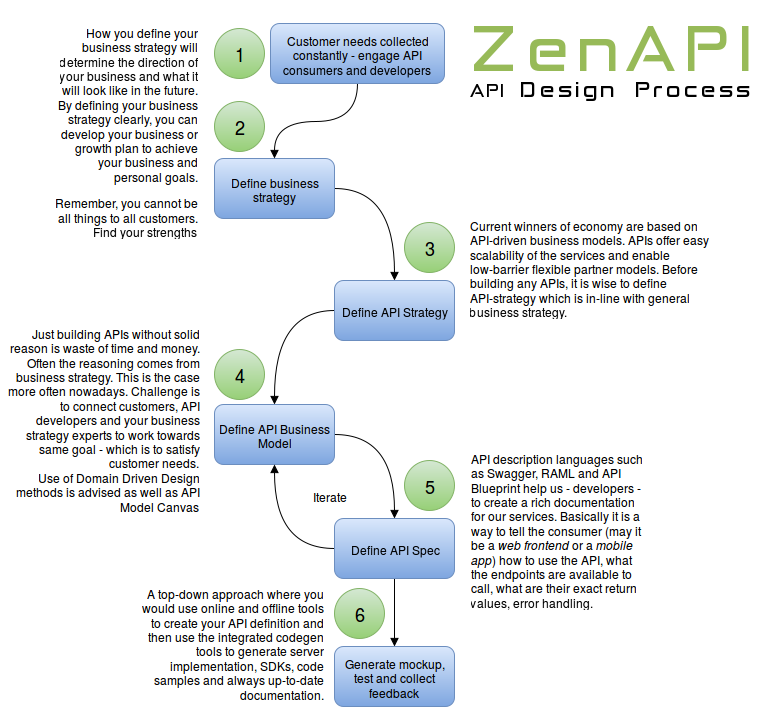 ZenAPI
API Design Process
How you define your
business strategy will
determine the direction of
your business and what it
will look like in the future.
By defining your business
strategy clearly, you can
develop your business or
growth plan to achieve
your business and
personal goals.
Remember, you cannot be
all things to all customers.
Find your strengths
1
Customer needs collected
constantly - engage API
consumers and developers
2
Define business
strategy
3
Current winners of economy are based on
API-driven business models. APIs offer easy
scalability of the services and enable
low-barrier flexible partner models. Before
building any APIs, it is wise to define
API-strategy which is in-line with general
business strategy.
Define API Strategy
Just building APIs without solid
reason is waste of time and money.
Often the reasoning comes from
business strategy. This is the case
more often nowadays. Challenge is
to connect customers, API
developers and your business
strategy experts to work towards
same goal - which is to satisfy
customer needs.
Use of Domain Driven Design
methods is advised as well as API
Model Canvas
4
Define API Business
Model
Iterate
5
API description languages such
as Swagger, RAML and API
Blueprint help us - developers -
to create a rich documentation
for our services. Basically it is a
way to tell the consumer (may it
be a web frontend or a mobile
app) how to use the API, what
the endpoints are available to
call, what are their exact return
values, error handling.
Define API Spec
A top-down approach where you
would use online and offline tools
to create your API definition and
then use the integrated codegen
tools to generate server
implementation, SDKs, code
samples and always up-to-date
documentation.
6
Generate mockup,
test and collect
feedback